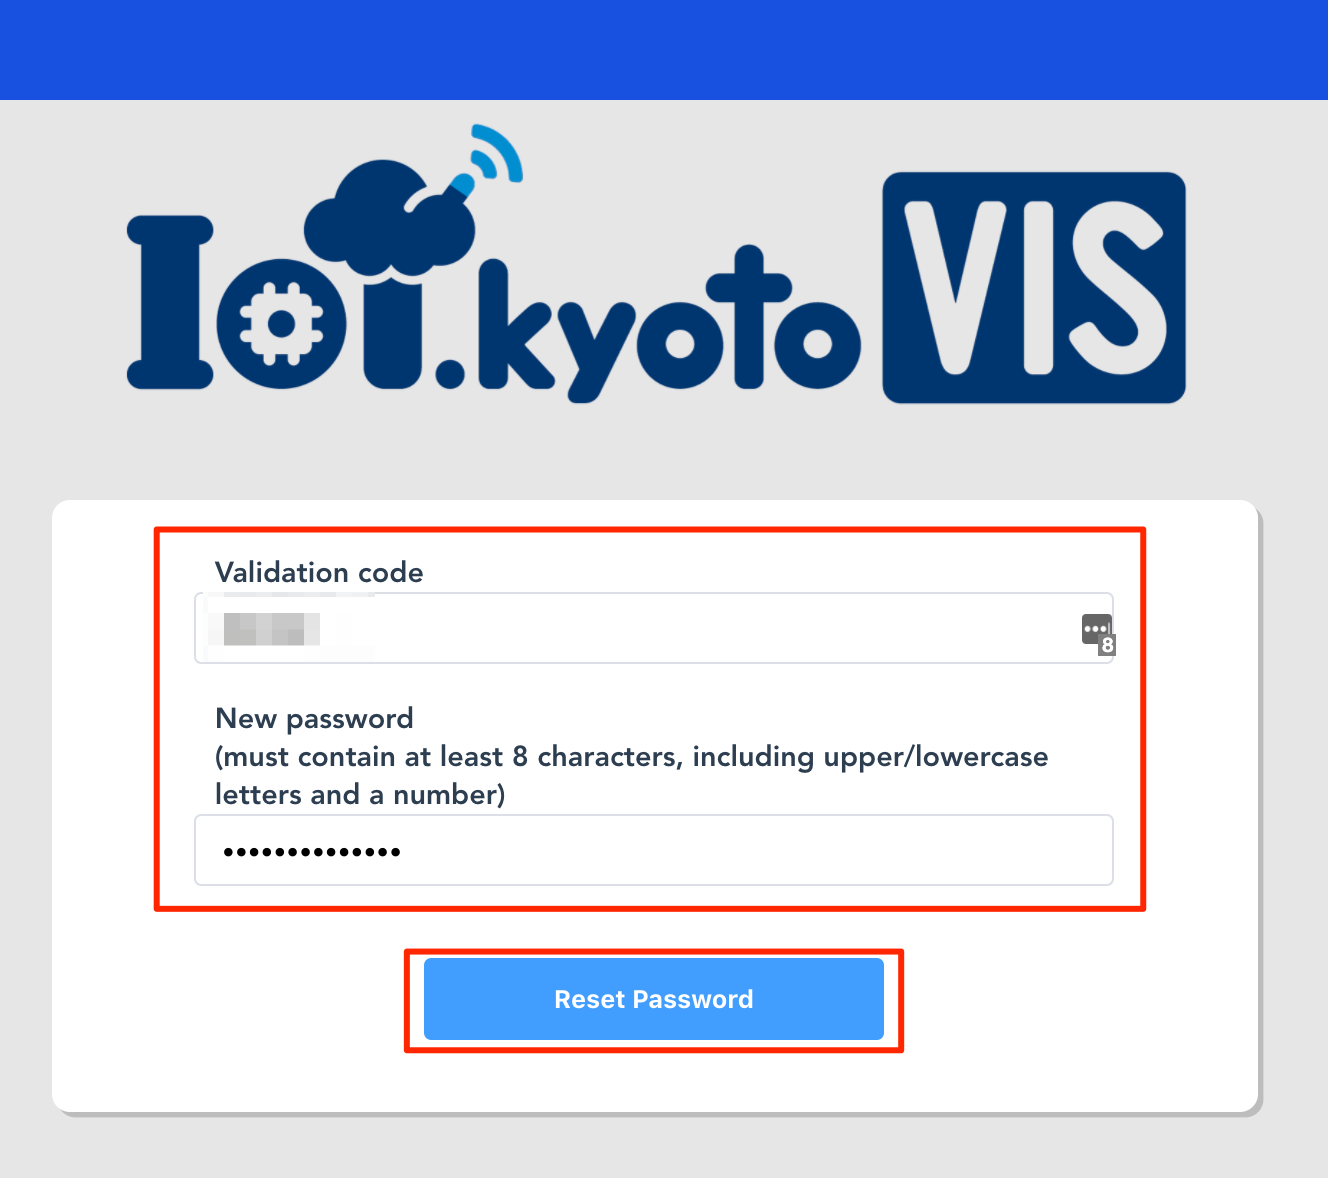 IoT.kyoto VIS
Validation code
8
New password
(must contain at least 8 characters, including upper/lowercase
letters and a number)
••••••••••••••
Reset Password